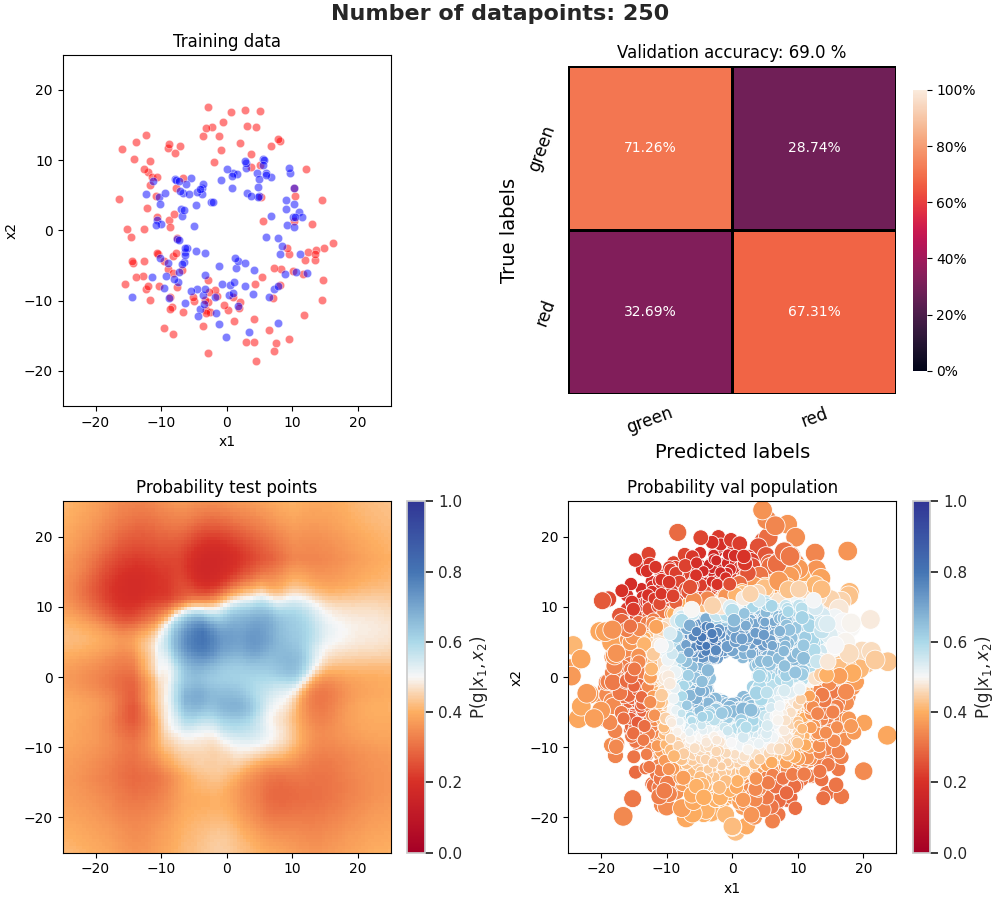 Number of datapoints: 250
Training data
20
10
0
−10
−20
x2
−20 −10 0 10 20
x1
Validation accuracy: 69.0 %
True labels
green
red
71.26% 28.74%
32.69% 67.31%
green red
Predicted labels
100%
80%
60%
40%
20%
0%
Probability test points
20
10
0
−10
−20
−20 −10 0 10 20
1.0
0.8
0.6
0.4
0.2
0.0
P(g|x₁, x₂)
Probability val population
x2
20
10
0
−10
−20
−20 −10 0 10 20
x1
1.0
0.8
0.6
0.4
0.2
0.0
P(g|x₁, x₂)